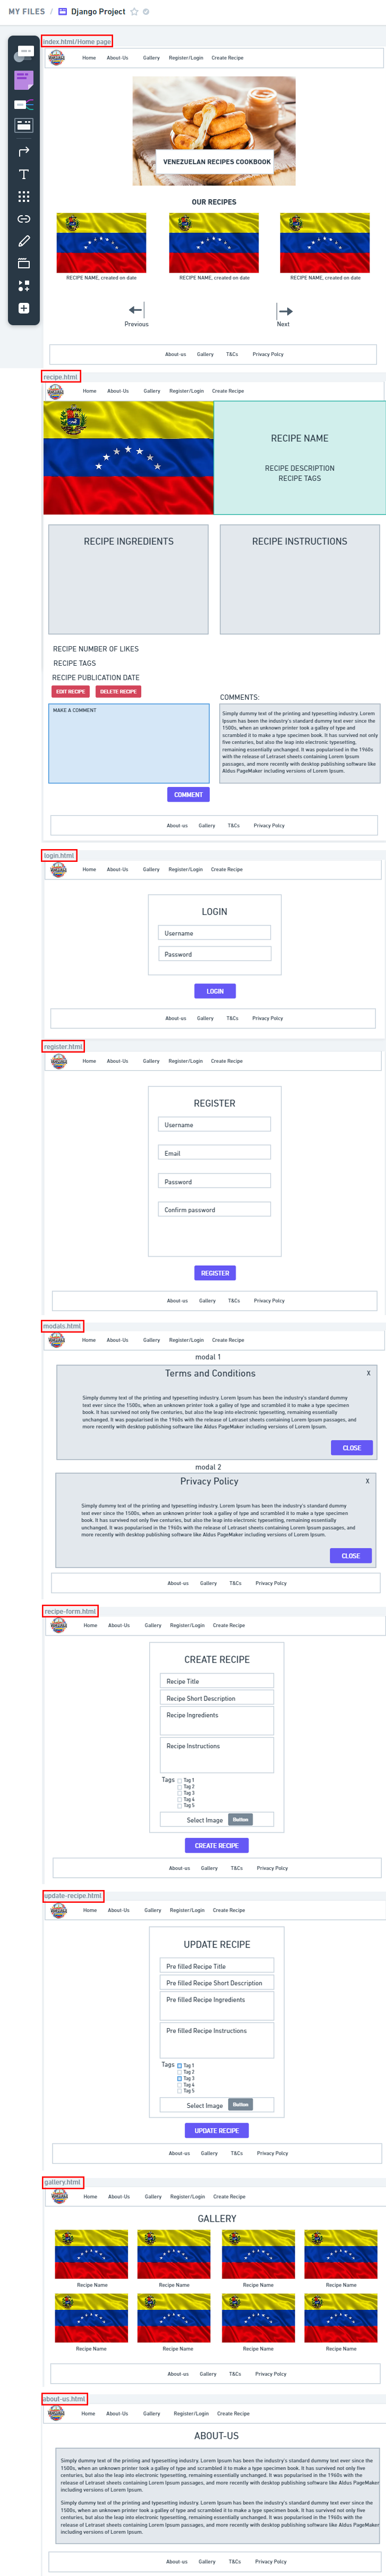 MY FILES / Django Project
index.html/Home page
Home About-Us Gallery Register/Login Create Recipe
VENEZUELAN RECIPES COOKBOOK
OUR RECIPES
RECIPE NAME, created on date RECIPE NAME, created on date RECIPE NAME, created on date
Previous Next
About-us Gallery T&Cs Privacy Polcy
recipe.html
Home About-Us Gallery Register/Login Create Recipe
RECIPE NAME
RECIPE DESCRIPTION
RECIPE TAGS
RECIPE INGREDIENTS RECIPE INSTRUCTIONS
RECIPE NUMBER OF LIKES
RECIPE TAGS
RECIPE PUBLICATION DATE
EDIT RECIPE DELETE RECIPE
COMMENTS:
MAKE A COMMENT
Simply dummy text of the printing and typesetting industry. Lorem
Ipsum has been the industry's standard dummy text ever since the
1500s, when an unknown printer took a galley of type and
scrambled it to make a type specimen book. It has survived not only
five centuries, but also the leap into electronic typesetting,
remaining essentially unchanged. It was popularised in the 1960s
with the release of Letraset sheets containing Lorem Ipsum
passages, and more recently with desktop publishing software like
Aldus PageMaker including versions of Lorem Ipsum.
COMMENT
About-us Gallery T&Cs Privacy Polcy
login.html
Home About-Us Gallery Register/Login Create Recipe
LOGIN
Username
Password
LOGIN
About-us Gallery T&Cs Privacy Polcy
register.html
Home About-Us Gallery Register/Login Create Recipe
REGISTER
Username
Email
Password
Confirm password
REGISTER
About-us Gallery T&Cs Privacy Polcy
modals.html
Home About-Us Gallery Register/Login Create Recipe
modal 1
Terms and Conditions X
Simply dummy text of the printing and typesetting industry. Lorem Ipsum has been the industry's standard dummy
text ever since the 1500s, when an unknown printer took a galley of type and scrambled it to make a type specimen
book. It has survived not only five centuries, but also the leap into electronic typesetting, remaining essentially
unchanged. It was popularised in the 1960s with the release of Letraset sheets containing Lorem Ipsum passages, and
more recently with desktop publishing software like Aldus PageMaker including versions of Lorem Ipsum.
CLOSE
modal 2
Privacy Policy X
Simply dummy text of the printing and typesetting industry. Lorem Ipsum has been the industry's standard dummy
text ever since the 1500s, when an unknown printer took a galley of type and scrambled it to make a type specimen
book. It has survived not only five centuries, but also the leap into electronic typesetting, remaining essentially
unchanged. It was popularised in the 1960s with the release of Letraset sheets containing Lorem Ipsum passages, and
more recently with desktop publishing software like Aldus PageMaker including versions of Lorem Ipsum.
CLOSE
About-us Gallery T&Cs Privacy Polcy
recipe-form.html
Home About-Us Gallery Register/Login Create Recipe
CREATE RECIPE
Recipe Title
Recipe Short Description
Recipe Ingredients
Recipe Instructions
Tags Tag 1
Tag 2
Tag 3
Tag 4
Tag 5
Select Image Button
CREATE RECIPE
About-us Gallery T&Cs Privacy Polcy
update-recipe.html
Home About-Us Gallery Register/Login Create Recipe
UPDATE RECIPE
Pre filled Recipe Title
Pre filled Recipe Short Description
Pre filled Recipe Ingredients
Pre filled Recipe Instructions
Tags Tag 1
Tag 2
Tag 3
Tag 4
Tag 5
Select Image Button
UPDATE RECIPE
About-us Gallery T&Cs Privacy Polcy
gallery.html
Home About-Us Gallery Register/Login Create Recipe
GALLERY
Recipe Name Recipe Name Recipe Name Recipe Name
Recipe Name Recipe Name Recipe Name Recipe Name
About-us Gallery T&Cs Privacy Polcy
about-us.html
Home About-Us Gallery Register/Login Create Recipe
ABOUT-US
Simply dummy text of the printing and typesetting industry. Lorem Ipsum has been the industry's standard dummy text ever since the
1500s, when an unknown printer took a galley of type and scrambled it to make a type specimen book. It has survived not only five
centuries, but also the leap into electronic typesetting, remaining essentially unchanged. It was popularised in the 1960s with the
release of Letraset sheets containing Lorem Ipsum passages, and more recently with desktop publishing software like Aldus PageMaker
including versions of Lorem Ipsum.
Simply dummy text of the printing and typesetting industry. Lorem Ipsum has been the industry's standard dummy text ever since the
1500s, when an unknown printer took a galley of type and scrambled it to make a type specimen book. It has survived not only five
centuries, but also the leap into electronic typesetting, remaining essentially unchanged. It was popularised in the 1960s with the
release of Letraset sheets containing Lorem Ipsum passages, and more recently with desktop publishing software like Aldus PageMaker
including versions of Lorem Ipsum.
About-us Gallery T&Cs Privacy Polcy